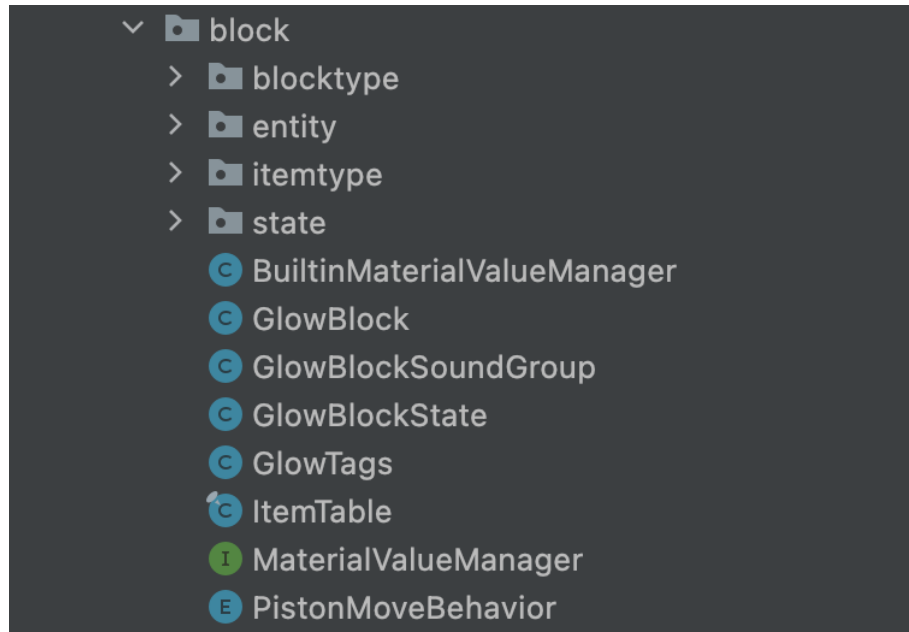 block
blocktype
entity
itemtype
state
C BuiltinMaterialValueManager
C GlowBlock
C GlowBlockSoundGroup
C GlowBlockState
C GlowTags
C ItemTable
I MaterialValueManager
E PistonMoveBehavior